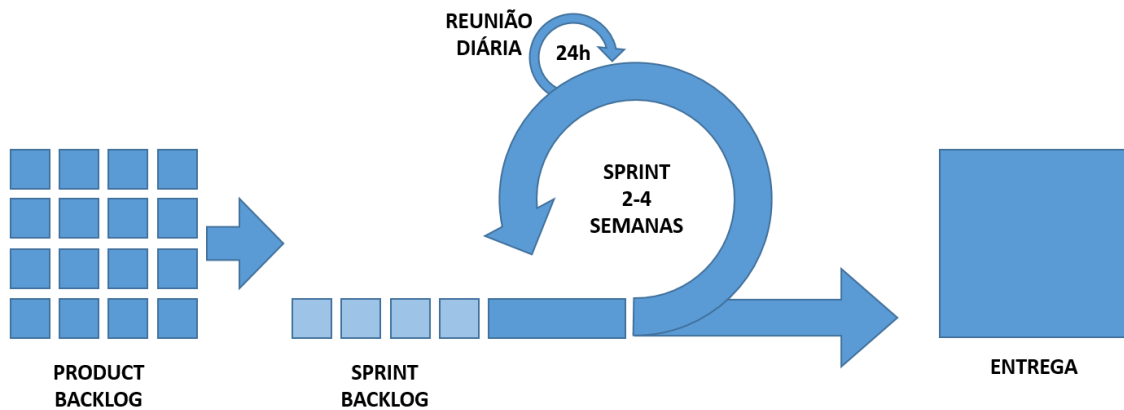 REUNIÃO
DIÁRIA
24h
SPRINT
2-4
SEMANAS
PRODUCT
BACKLOG
SPRINT
BACKLOG
ENTREGA